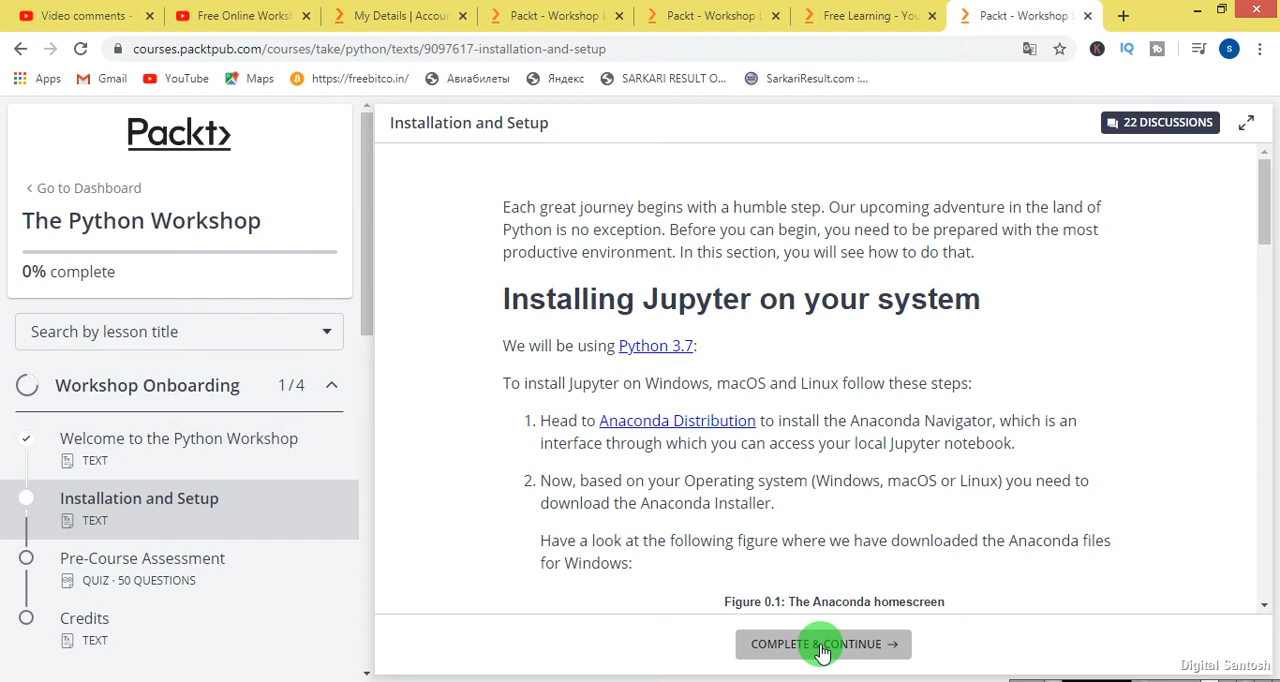 Video comments -
Free Online Worksh
My Details | Accour
Packt - Workshop L
Packt - Workshop
Free Learning - You
Packt - Workshop L
courses.packtpub.com/courses/take/python/texts/9097617-installation-and-setup
K
IQ
tb
S
Apps
Gmail
YouTube
Maps
https://freebitco.in/
Авиабилеты
Яндекс
SARKARI RESULT O...
SarkariResult.com :...
Packt>
< Go to Dashboard
The Python Workshop
0% complete
Search by lesson title
Workshop Onboarding 1/4
Welcome to the Python Workshop
TEXT
Installation and Setup
TEXT
Pre-Course Assessment
QUIZ · 50 QUESTIONS
Credits
TEXT
Installation and Setup
22 DISCUSSIONS
Each great journey begins with a humble step. Our upcoming adventure in the land of
Python is no exception. Before you can begin, you need to be prepared with the most
productive environment. In this section, you will see how to do that.
Installing Jupyter on your system
We will be using Python 3.7:
To install Jupyter on Windows, macOS and Linux follow these steps:
1. Head to Anaconda Distribution to install the Anaconda Navigator, which is an
interface through which you can access your local Jupyter notebook.
2. Now, based on your Operating system (Windows, macOS or Linux) you need to
download the Anaconda Installer.
Have a look at the following figure where we have downloaded the Anaconda files
for Windows:
Figure 0.1: The Anaconda homescreen
COMPLETE & CONTINUE →
Digital Santosh